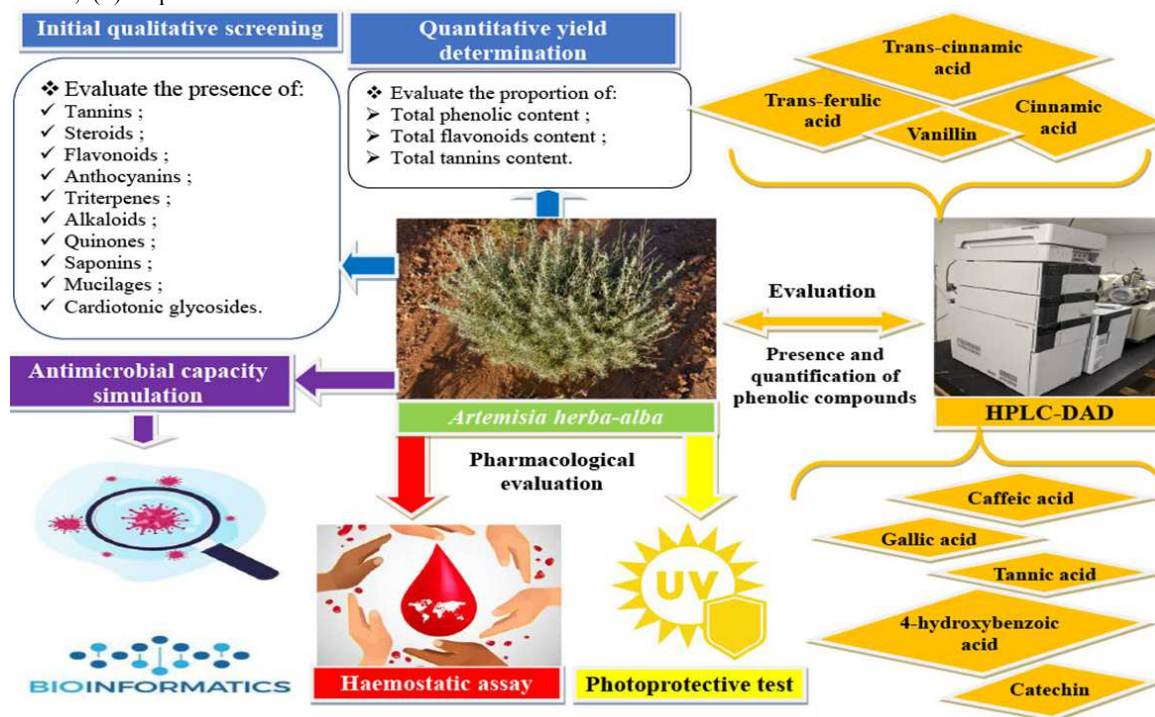 Initial qualitative screening
❖ Evaluate the presence of:
✓ Tannins ;
✓ Steroids ;
✓ Flavonoids ;
✓ Anthocyanins ;
✓ Triterpenes ;
✓ Alkaloids ;
✓ Quinones ;
✓ Saponins ;
✓ Mucilages ;
✓ Cardiotonic glycosides.
Quantitative yield
determination
❖ Evaluate the proportion of:
➢ Total phenolic content ;
➢ Total flavonoids content ;
➢ Total tannins content.
Trans-cinnamic
acid
Trans-ferulic
acid
Vanillin
Cinnamic
acid
Evaluation
Presence and
quantification of
phenolic compounds
HPLC-DAD
Antimicrobial capacity
simulation
Artemisia herba-alba
Pharmacological
evaluation
Caffeic acid
Gallic acid
Tannic acid
4-hydroxybenzoic
acid
Catechin
UV
BIOINFORMATICS
Haemostatic assay
Photoprotective test